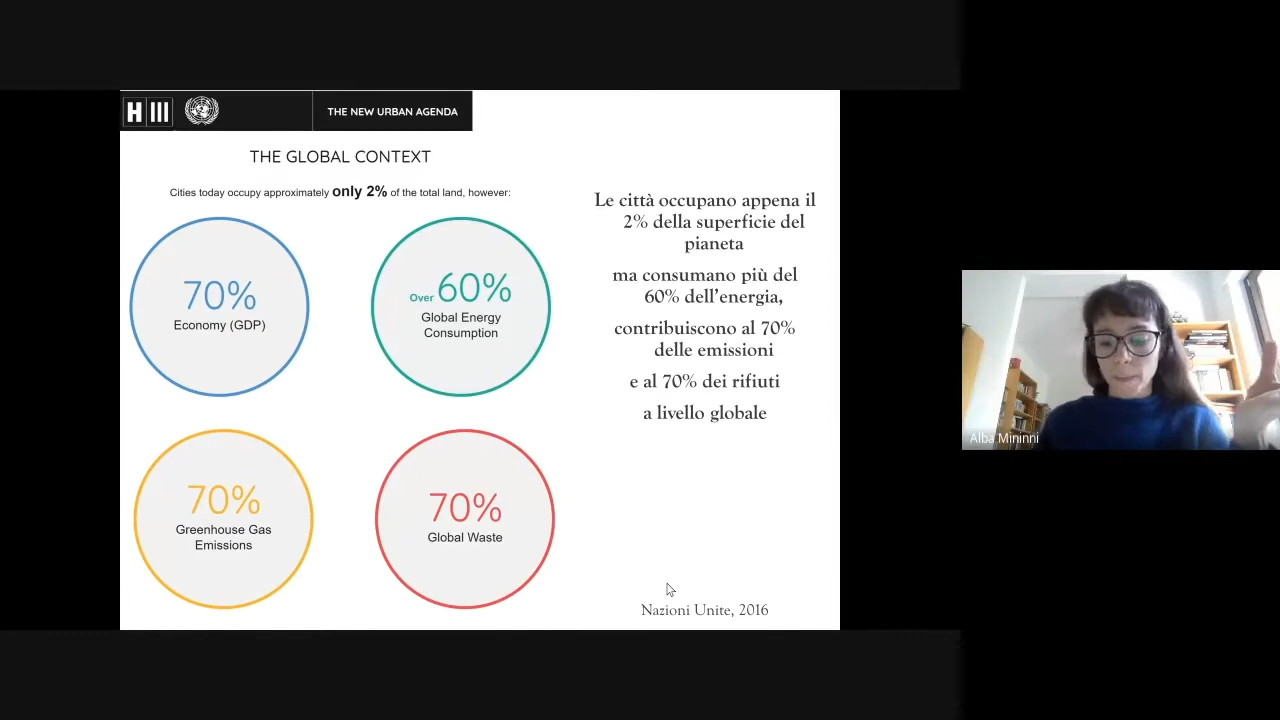 H III
THE NEW URBAN AGENDA
THE GLOBAL CONTEXT
Cities today occupy approximately only 2% of the total land, however:
70%
Economy (GDP)
Over 60%
Global Energy
Consumption
70%
Greenhouse Gas
Emissions
70%
Global Waste
Le città occupano appena il
2% della superficie del
pianeta
ma consumano più del
60% dell’energia,
contribuiscono al 70%
delle emissioni
e al 70% dei rifiuti
a livello globale
Nazioni Unite, 2016
Alba Mininni